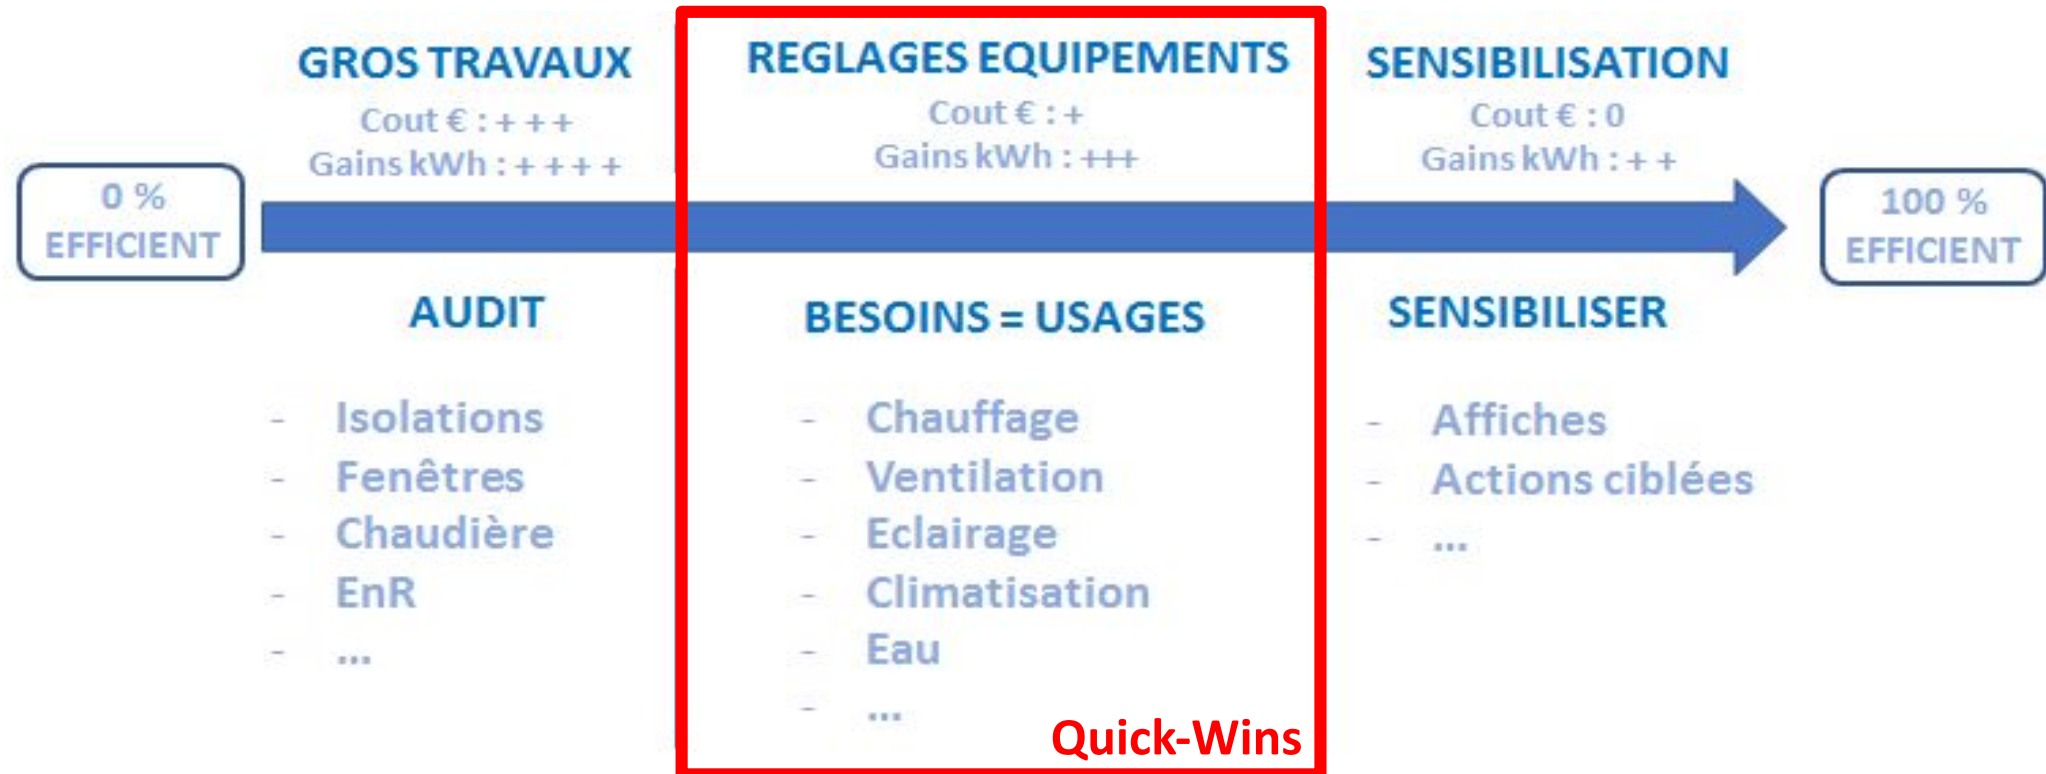 GROS TRAVAUX
Cout € : + + +
Gains kWh : + + + +
REGLAGES EQUIPEMENTS
Cout € : +
Gains kWh : +++
SENSIBILISATION
Cout € : 0
Gains kWh : + +
0 %
EFFICIENT
100 %
EFFICIENT
AUDIT
- Isolations
- Fenêtres
- Chaudière
- EnR
- ...
BESOINS = USAGES
- Chauffage
- Ventilation
- Eclairage
- Climatisation
- Eau
- ...
Quick-Wins
SENSIBILISER
- Affiches
- Actions ciblées
- ...